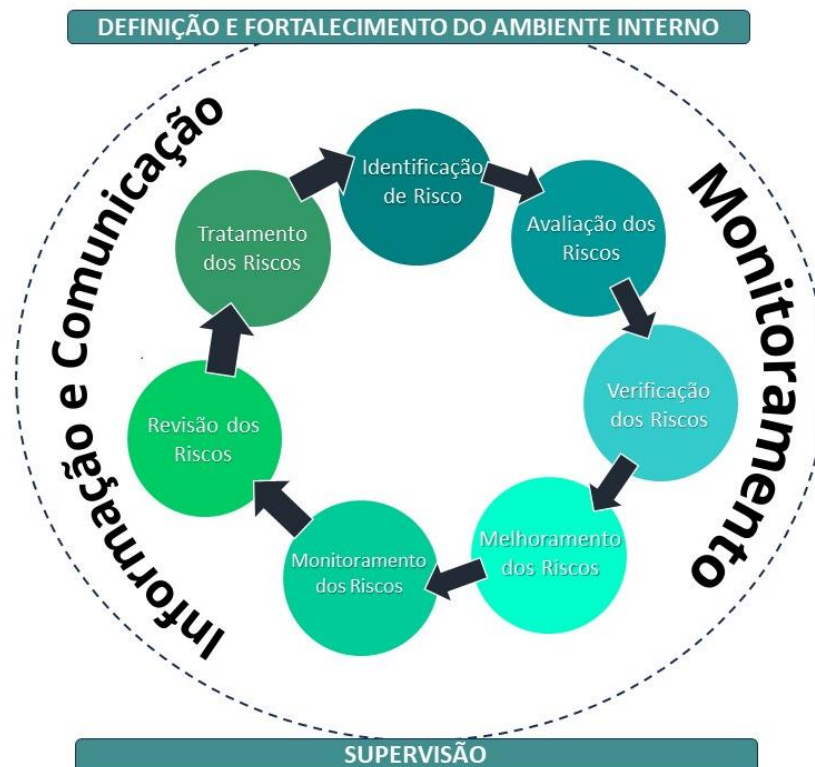 DEFINIÇÃO E FORTALECIMENTO DO AMBIENTE INTERNO
Informação e Comunicação
Monitoramento
Identificação
de Risco
Avaliação dos
Riscos
Verificação
dos Riscos
Melhoramento
dos Riscos
Monitoramento
dos Riscos
Revisão dos
Riscos
Tratamento
dos Riscos
SUPERVISÃO